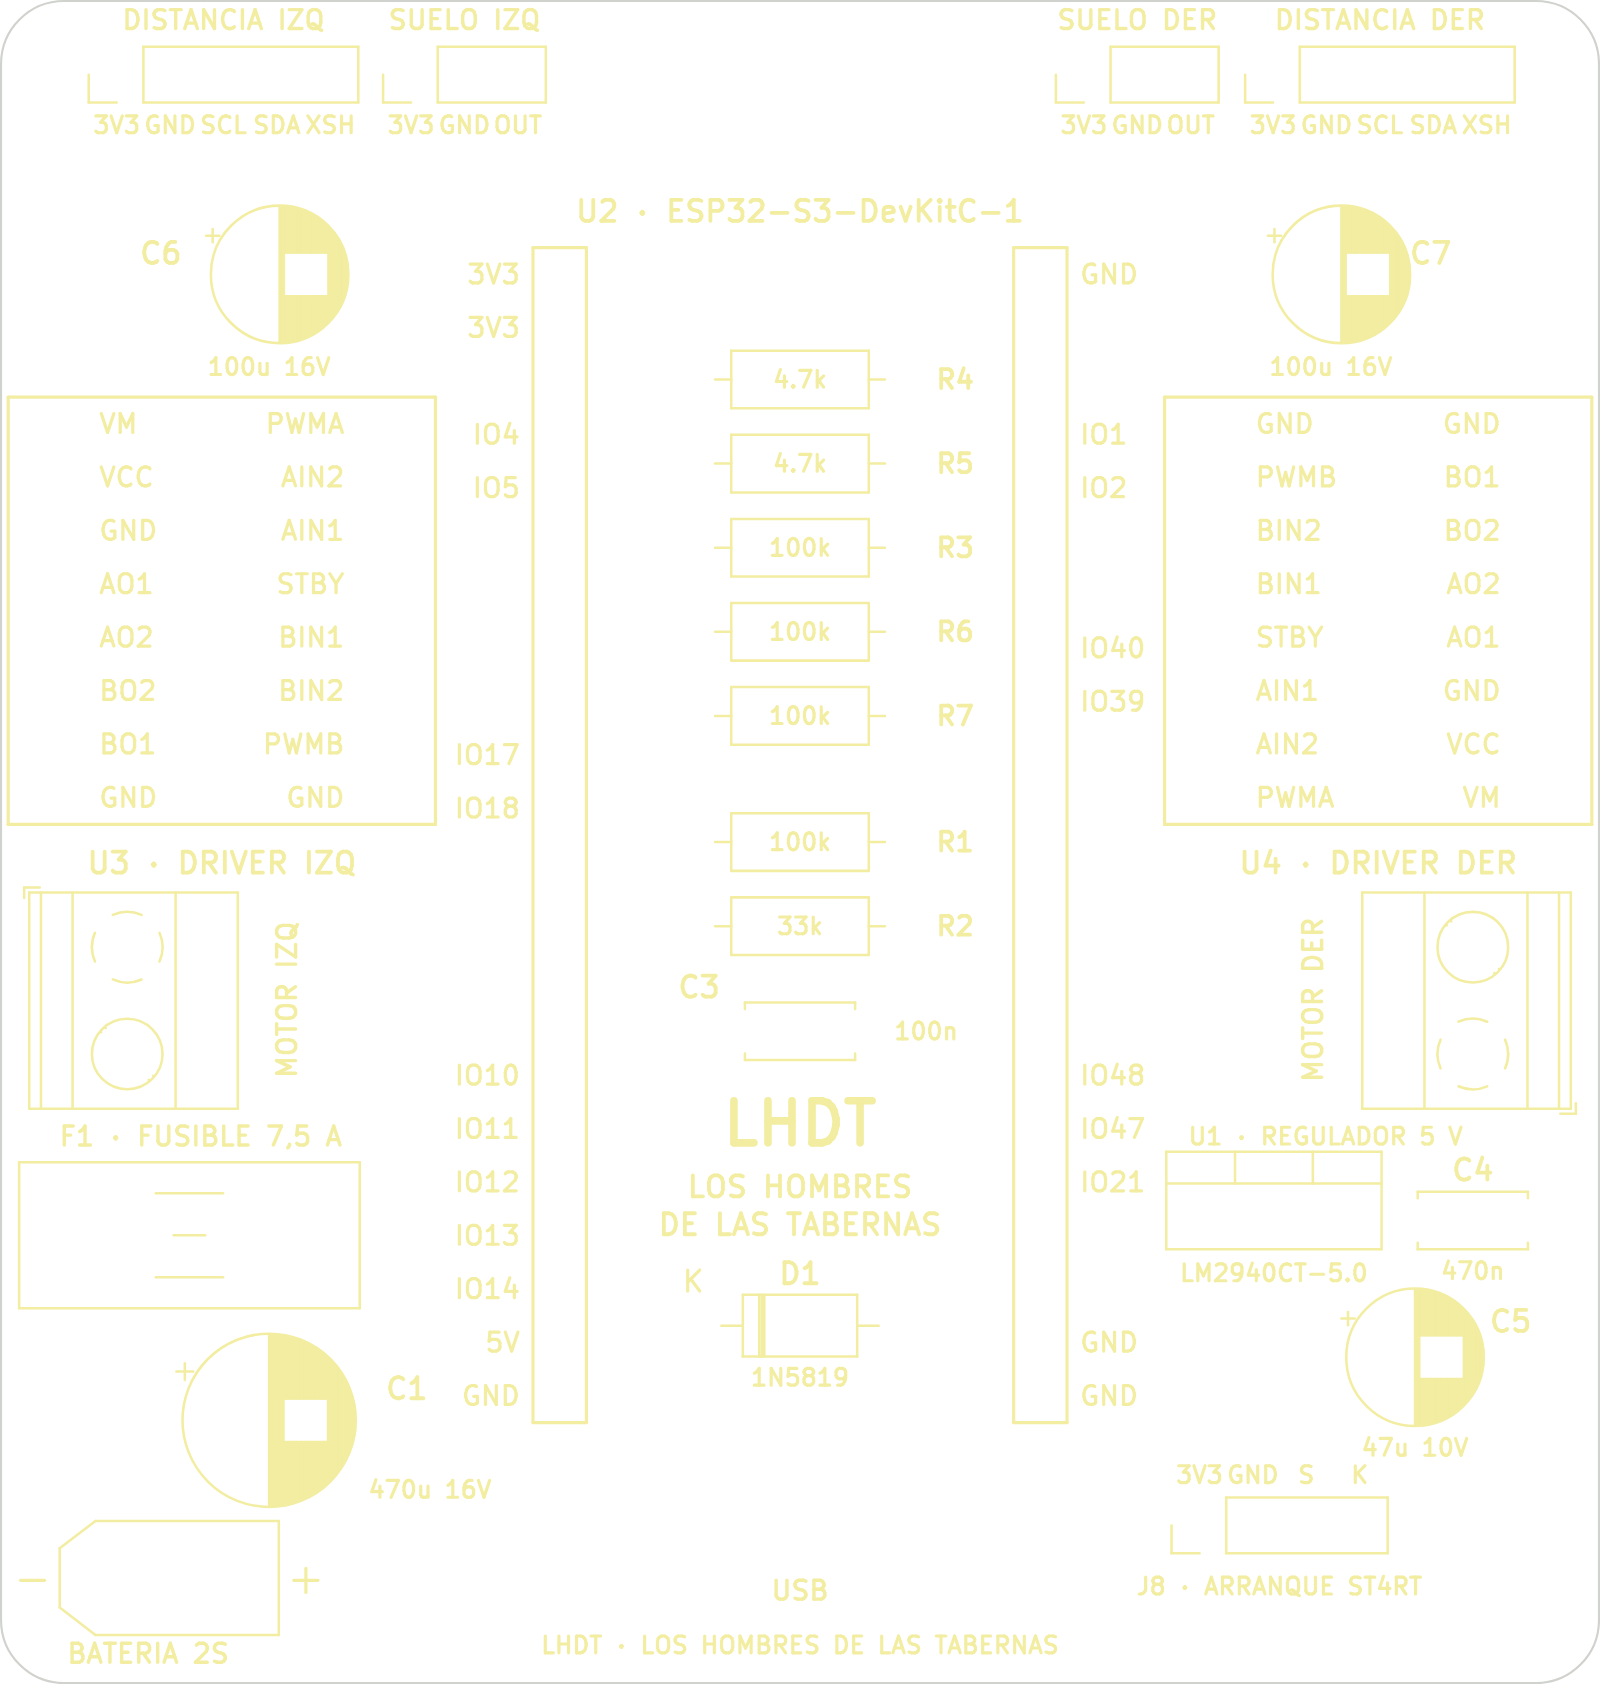 DISTANCIA IZQ SUELO IZQ SUELO DER DISTANCIA DER
3V3 GND SCL SDA XSH 3V3 GND OUT 3V3 GND OUT 3V3 GND SCL SDA XSH
U2 · ESP32-S3-DevKitC-1
+ C6 + C7
3V3 GND
3V3
100u 16V 100u 16V
4.7k R4
VM PWMA IO4 IO1 GND GND
4.7k R5
VCC AIN2 IO5 IO2 PWMB BO1
GND AIN1 100k R3 BIN2 BO2
AO1 STBY BIN1 AO2
AO2 BIN1 100k R6 IO40 STBY AO1
BO2 BIN2 IO39 AIN1 GND
100k R7
BO1 PWMB IO17 AIN2 VCC
GND GND IO18 PWMA VM
100k R1
U3 · DRIVER IZQ U4 · DRIVER DER
33k R2
MOTOR IZQ MOTOR DER
C3
100n
IO10 IO48
LHDT
IO11 IO47
F1 · FUSIBLE 7,5 A U1 · REGULADOR 5 V
C4
LOS HOMBRES
IO12 IO21
DE LAS TABERNAS
IO13
K D1 LM2940CT-5.0 470n
IO14
+ C5
5V GND
1N5819
+ C1
GND GND
47u 10V
470u 16V 3V3 GND S K
- +
USB J8 · ARRANQUE ST4RT
BATERIA 2S LHDT · LOS HOMBRES DE LAS TABERNAS